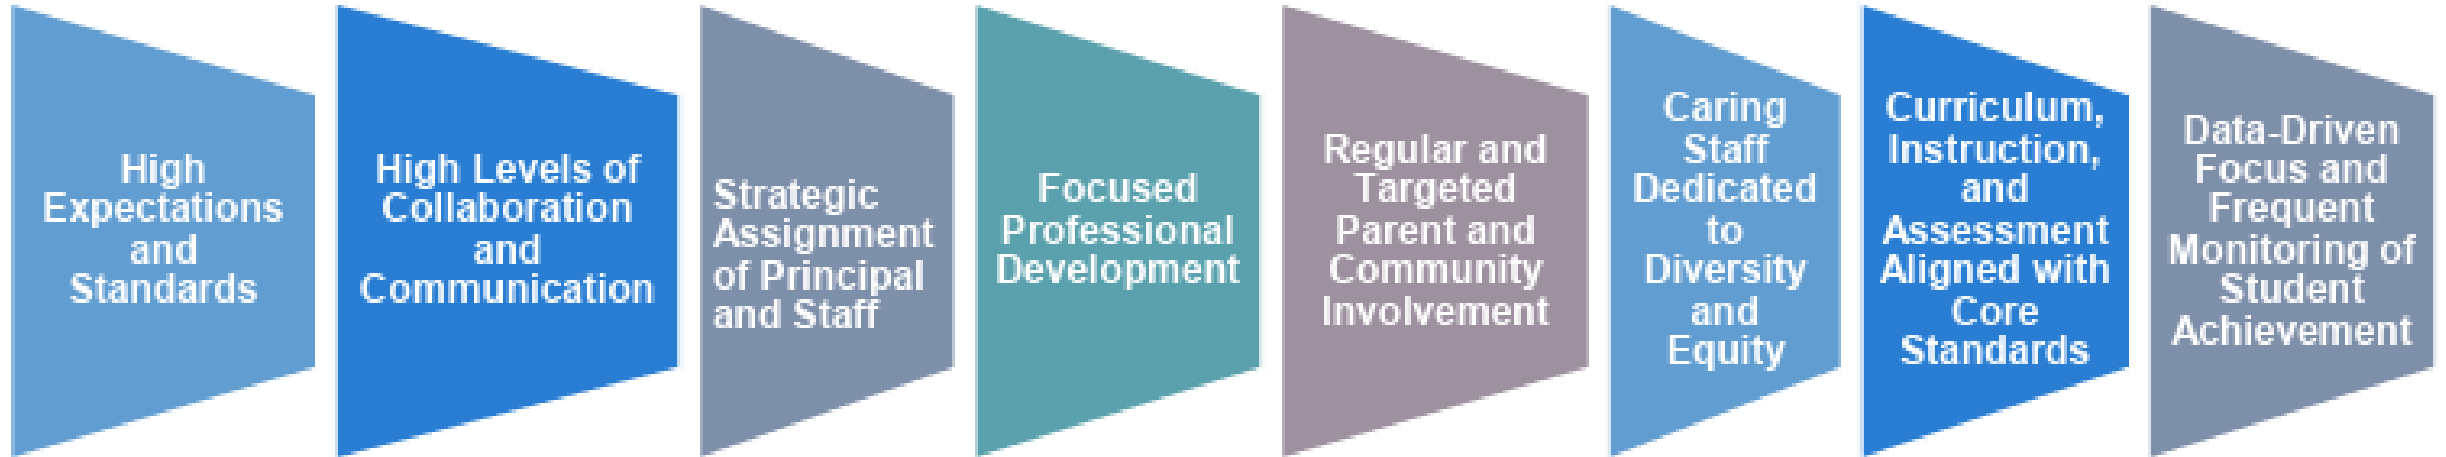 High
Expectations
and
Standards
High Levels of
Collaboration
and
Communication
Strategic
Assignment
of Principal
and Staff
Focused
Professional
Development
Regular and
Targeted
Parent and
Community
Involvement
Caring
Staff
Dedicated
to
Diversity
and
Equity
Curriculum,
Instruction,
and
Assessment
Aligned with
Core
Standards
Data-Driven
Focus and
Frequent
Monitoring of
Student
Achievement